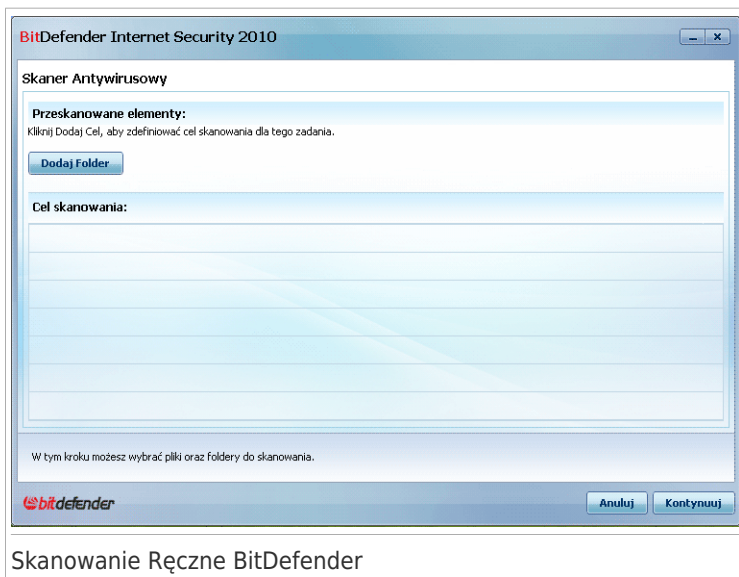 BitDefender Internet Security 2010
Skaner Antywirusowy
Przeskanowane elementy:
Kliknij Dodaj Cel, aby zdefiniować cel skanowania dla tego zadania.
Dodaj Folder
Cel skanowania:
W tym kroku możesz wybrać pliki oraz foldery do skanowania.
bitdefender
Anuluj Kontynuuj
Skanowanie Ręczne BitDefender